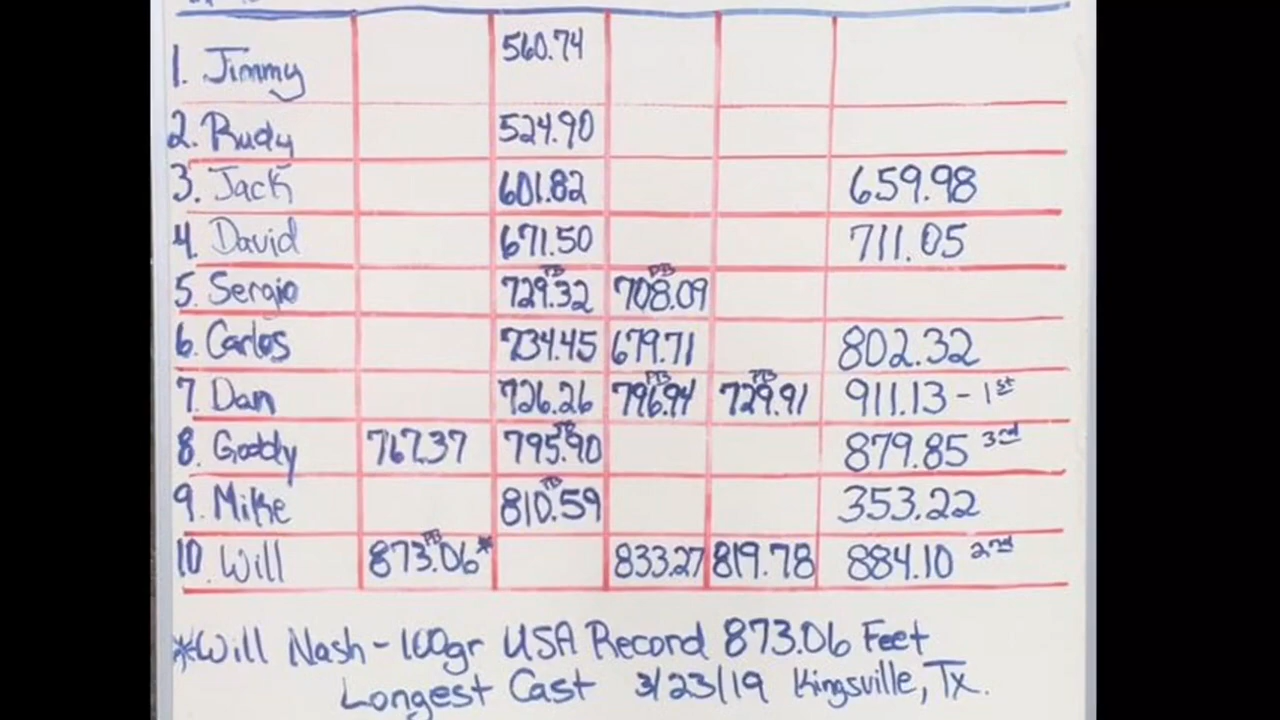 1. Jimmy 560.74
2. Rudy 524.90
3. Jack 601.82 659.98
4. David 671.50 711.05
PB PB
5. Sergio 729.32 708.09
6. Carlos 734.45 679.71 802.32
PB PB
7. Dan 726.26 796.94 729.91 911.13 - 1st
PB
8. Goddy 767.37 795.90 879.85 3rd
PB
9. Mike 810.59 353.22
PB
10. Will 873.06* 833.27 819.78 884.10 2nd
*Will Nash - 100gr USA Record 873.06 Feet
Longest Cast 3/23/19 Kingsville, Tx.